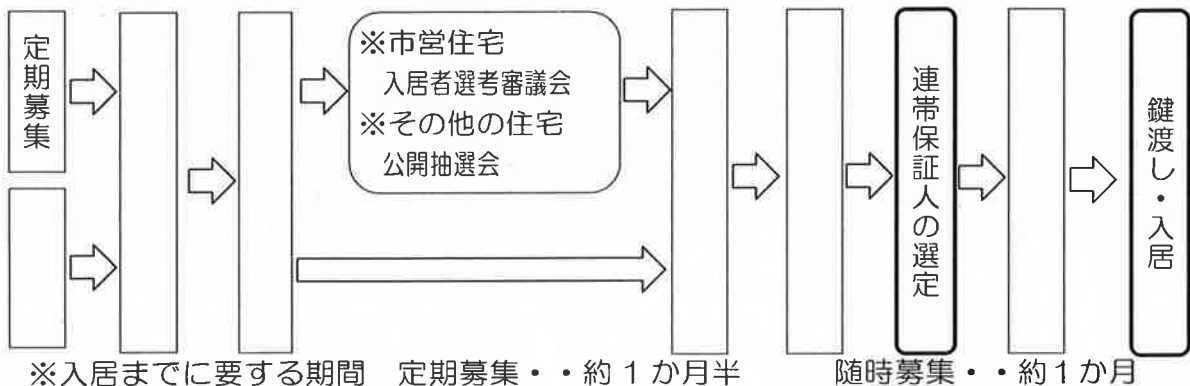 定期募集
※市営住宅
入居者選考審議会
※その他の住宅
公開抽選会
連帯保証人の選定
鍵渡し・入居
※入居までに要する期間 定期募集・・約1か月半 随時募集・・約1か月